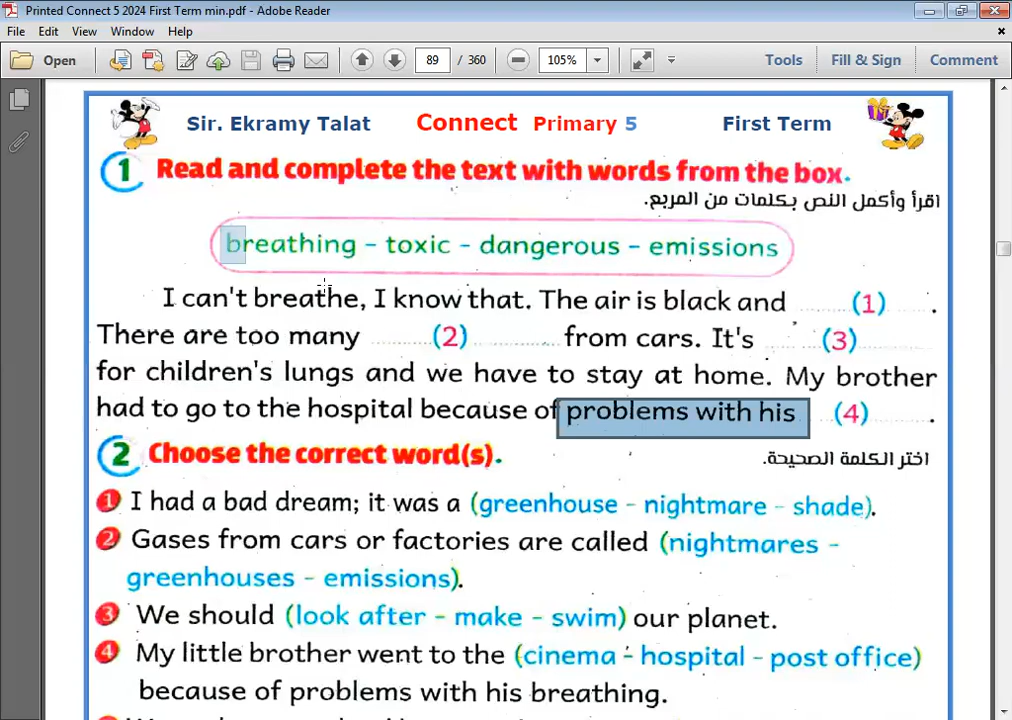 Printed Connect 5 2024 First Term min.pdf - Adobe Reader
File Edit View Window Help
Open 89 / 360 105% Tools Fill & Sign Comment
Sir. Ekramy Talat Connect Primary 5 First Term
1 Read and complete the text with words from the box.
اقرأ وأكمل النص بكلمات من المربع.
breathing - toxic - dangerous - emissions
I can't breathe, I know that. The air is black and ...... (1) ...... .
There are too many ...... (2) ...... from cars. It's ...... (3) ......
for children's lungs and we have to stay at home. My brother
had to go to the hospital because of problems with his (4) ...... .
2 Choose the correct word(s).
اختر الكلمة الصحيحة.
1 I had a bad dream; it was a (greenhouse - nightmare - shade).
2 Gases from cars or factories are called (nightmares -
greenhouses - emissions).
3 We should (look after - make - swim) our planet.
4 My little brother went to the (cinema - hospital - post office)
because of problems with his breathing.